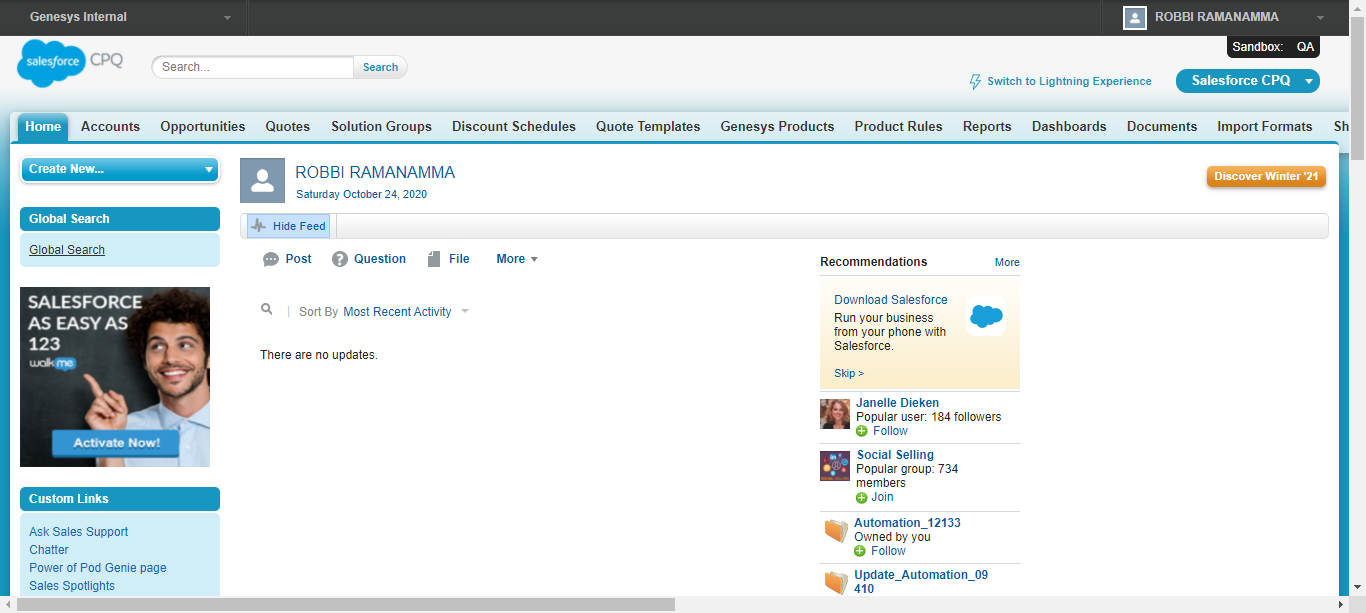 Genesys Internal
ROBBI RAMANAMMA
Sandbox: QA
salesforce CPQ
Search...
Search
Switch to Lightning Experience
Salesforce CPQ
Home Accounts Opportunities Quotes Solution Groups Discount Schedules Quote Templates Genesys Products Product Rules Reports Dashboards Documents Import Formats Sh
Create New...
Global Search
Global Search
SALESFORCE
AS EASY AS
123
walkme
Activate Now!
Custom Links
Ask Sales Support
Chatter
Power of Pod Genie page
Sales Spotlights
ROBBI RAMANAMMA
Saturday October 24, 2020
Discover Winter '21
Hide Feed
Post Question File More
Sort By Most Recent Activity
There are no updates.
Recommendations More
Download Salesforce
Run your business
from your phone with
Salesforce.
Skip >
Janelle Dieken
Popular user: 184 followers
Follow
Social Selling
Popular group: 734
members
Join
Automation_12133
Owned by you
Follow
Update_Automation_09
410